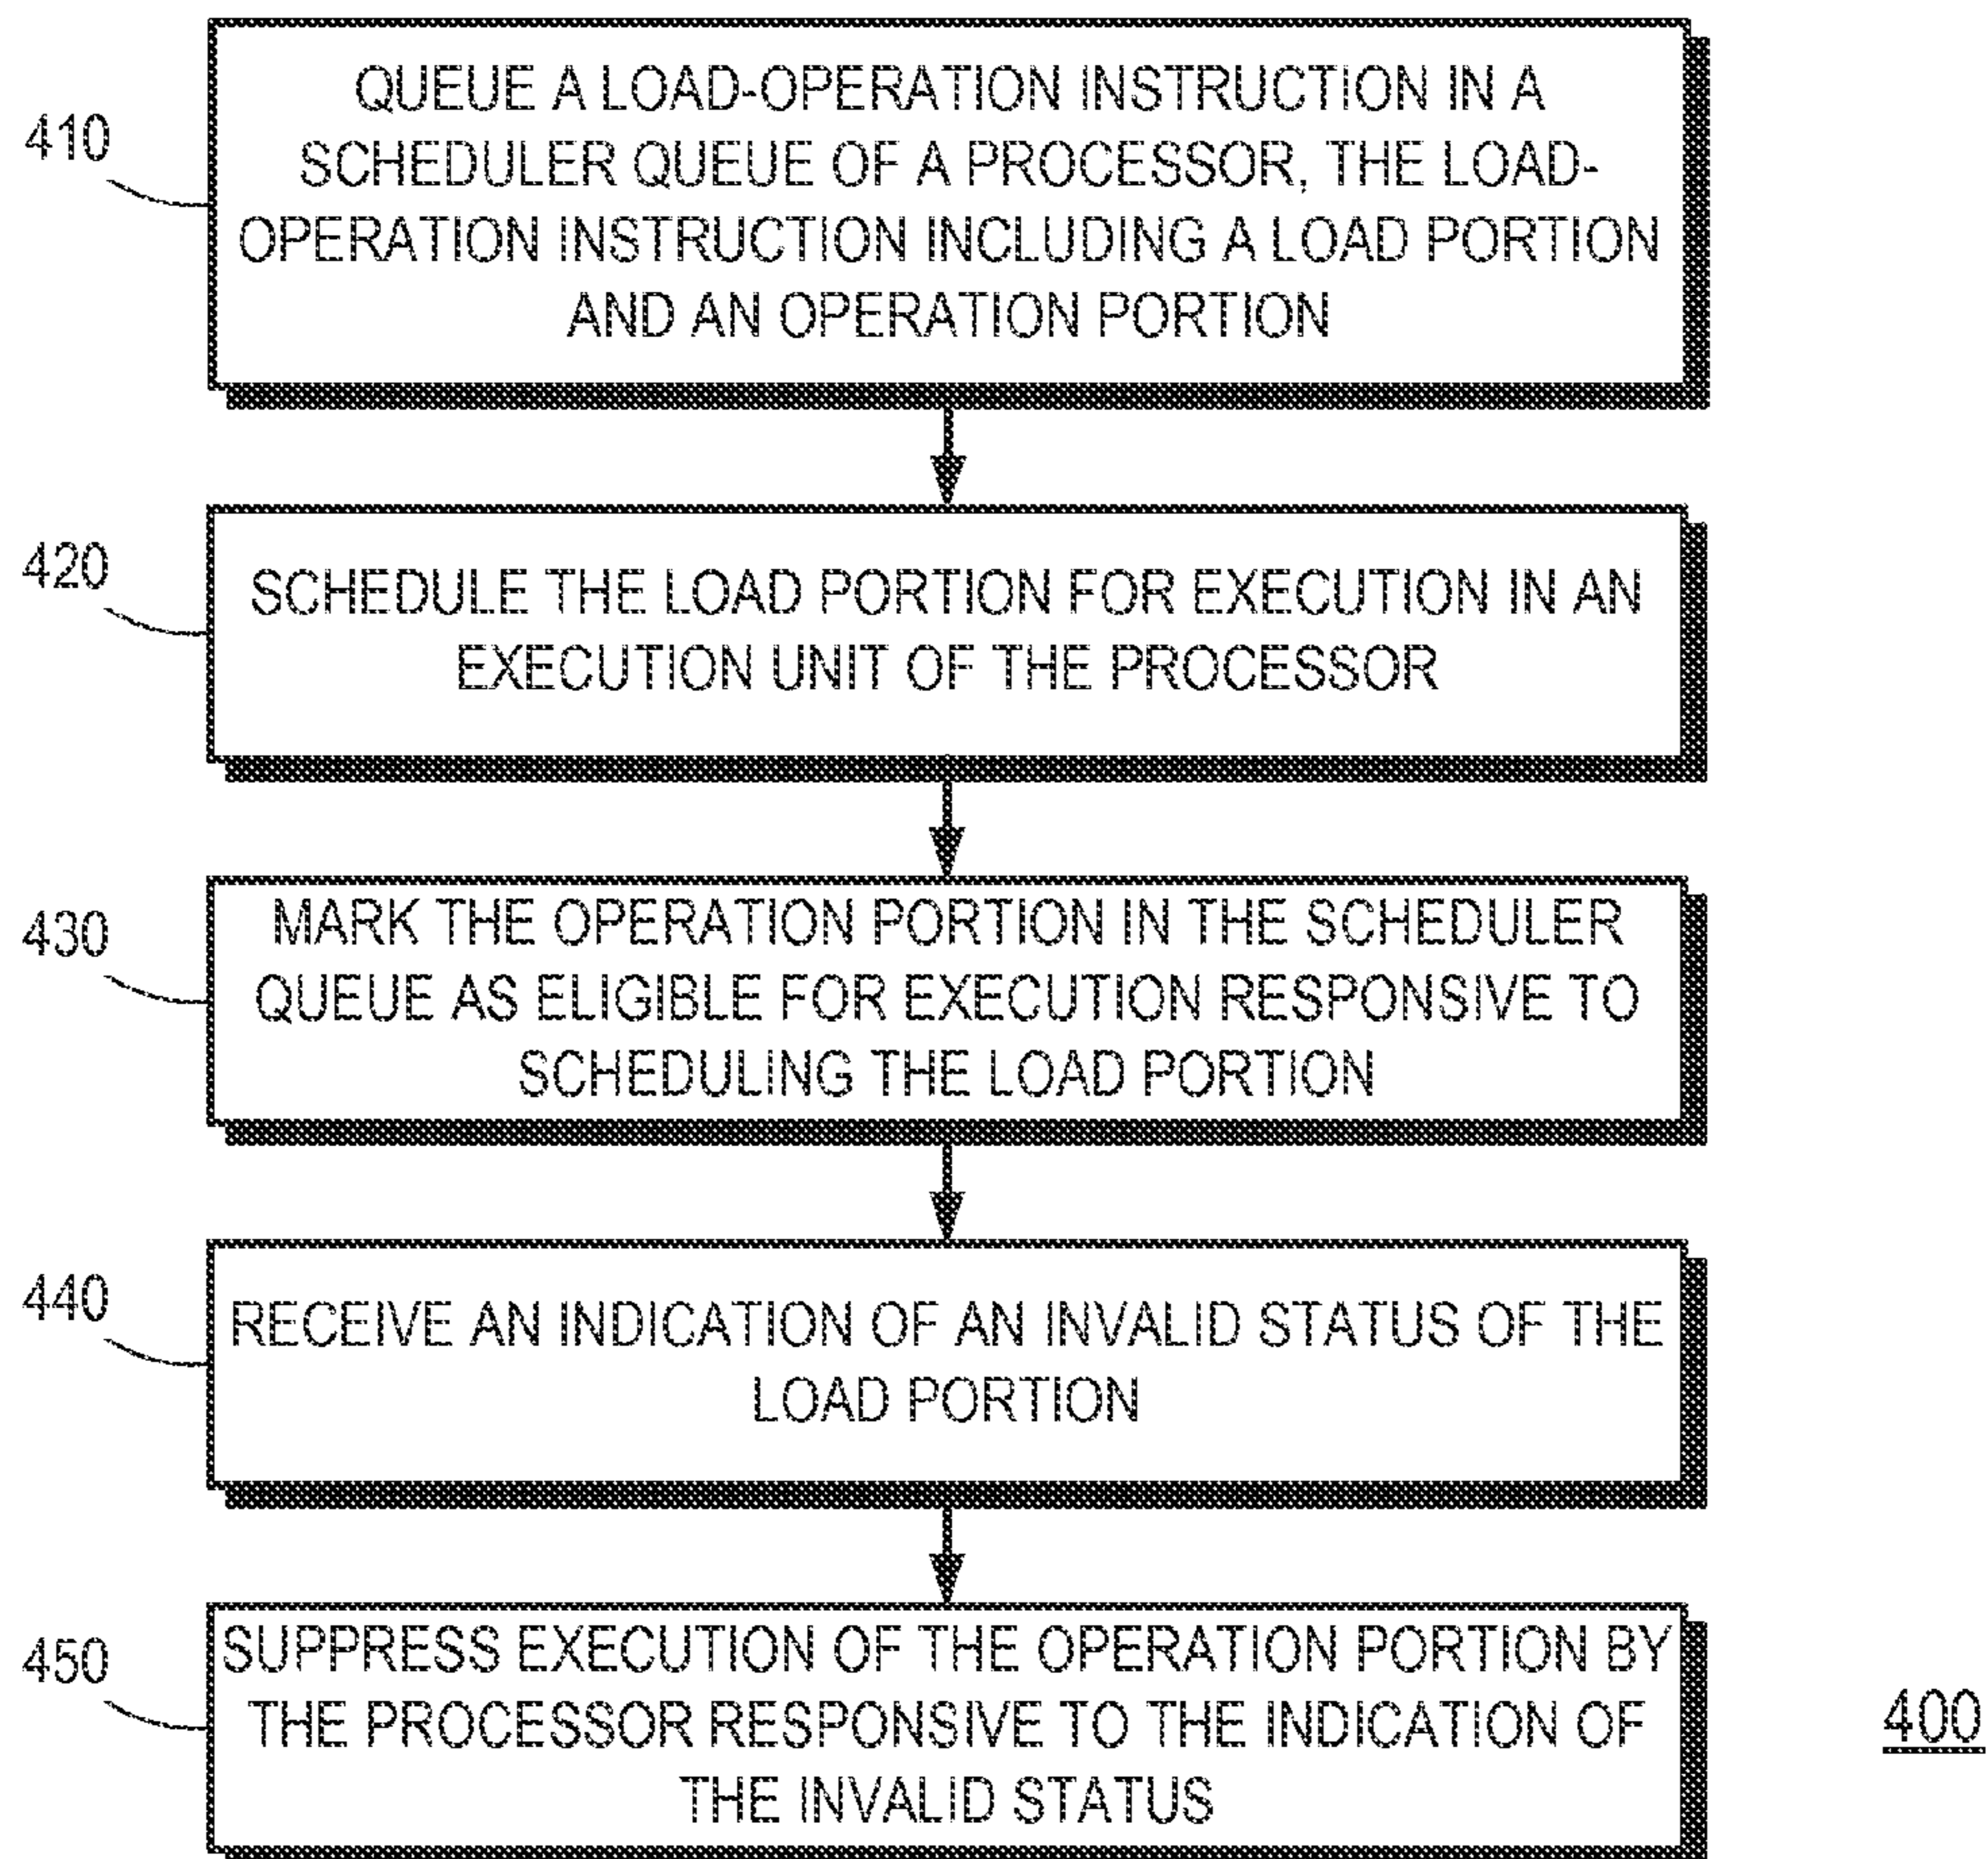 410
QUEUE A LOAD-OPERATION INSTRUCTION IN A
SCHEDULER QUEUE OF A PROCESSOR, THE LOAD-
OPERATION INSTRUCTION INCLUDING A LOAD PORTION
AND AN OPERATION PORTION
420
SCHEDULE THE LOAD PORTION FOR EXECUTION IN AN
EXECUTION UNIT OF THE PROCESSOR
430
MARK THE OPERATION PORTION IN THE SCHEDULER
QUEUE AS ELIGIBLE FOR EXECUTION RESPONSIVE TO
SCHEDULING THE LOAD PORTION
440
RECEIVE AN INDICATION OF AN INVALID STATUS OF THE
LOAD PORTION
450
SUPPRESS EXECUTION OF THE OPERATION PORTION BY
THE PROCESSOR RESPONSIVE TO THE INDICATION OF
THE INVALID STATUS
400